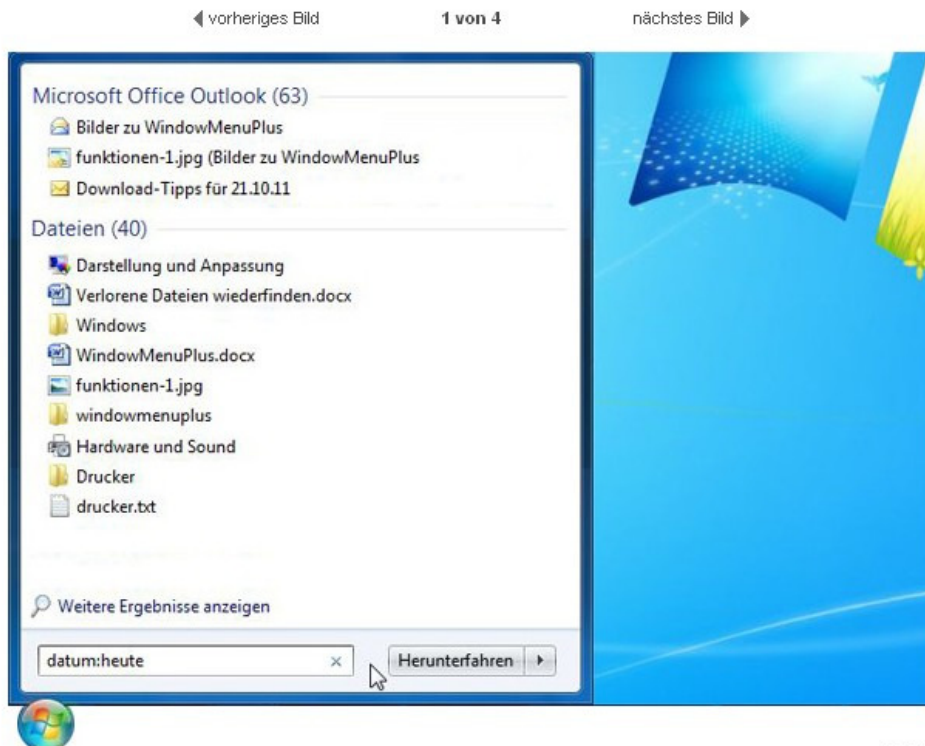 vorheriges Bild 1 von 4 nächstes Bild
Microsoft Office Outlook (63)
Bilder zu WindowMenuPlus
funktionen-1.jpg (Bilder zu WindowMenuPlus
Download-Tipps für 21.10.11
Dateien (40)
Darstellung und Anpassung
Verlorene Dateien wiederfinden.docx
Windows
WindowMenuPlus.docx
funktionen-1.jpg
windowmenuplus
Hardware und Sound
Drucker
drucker.txt
Weitere Ergebnisse anzeigen
datum:heute Herunterfahren